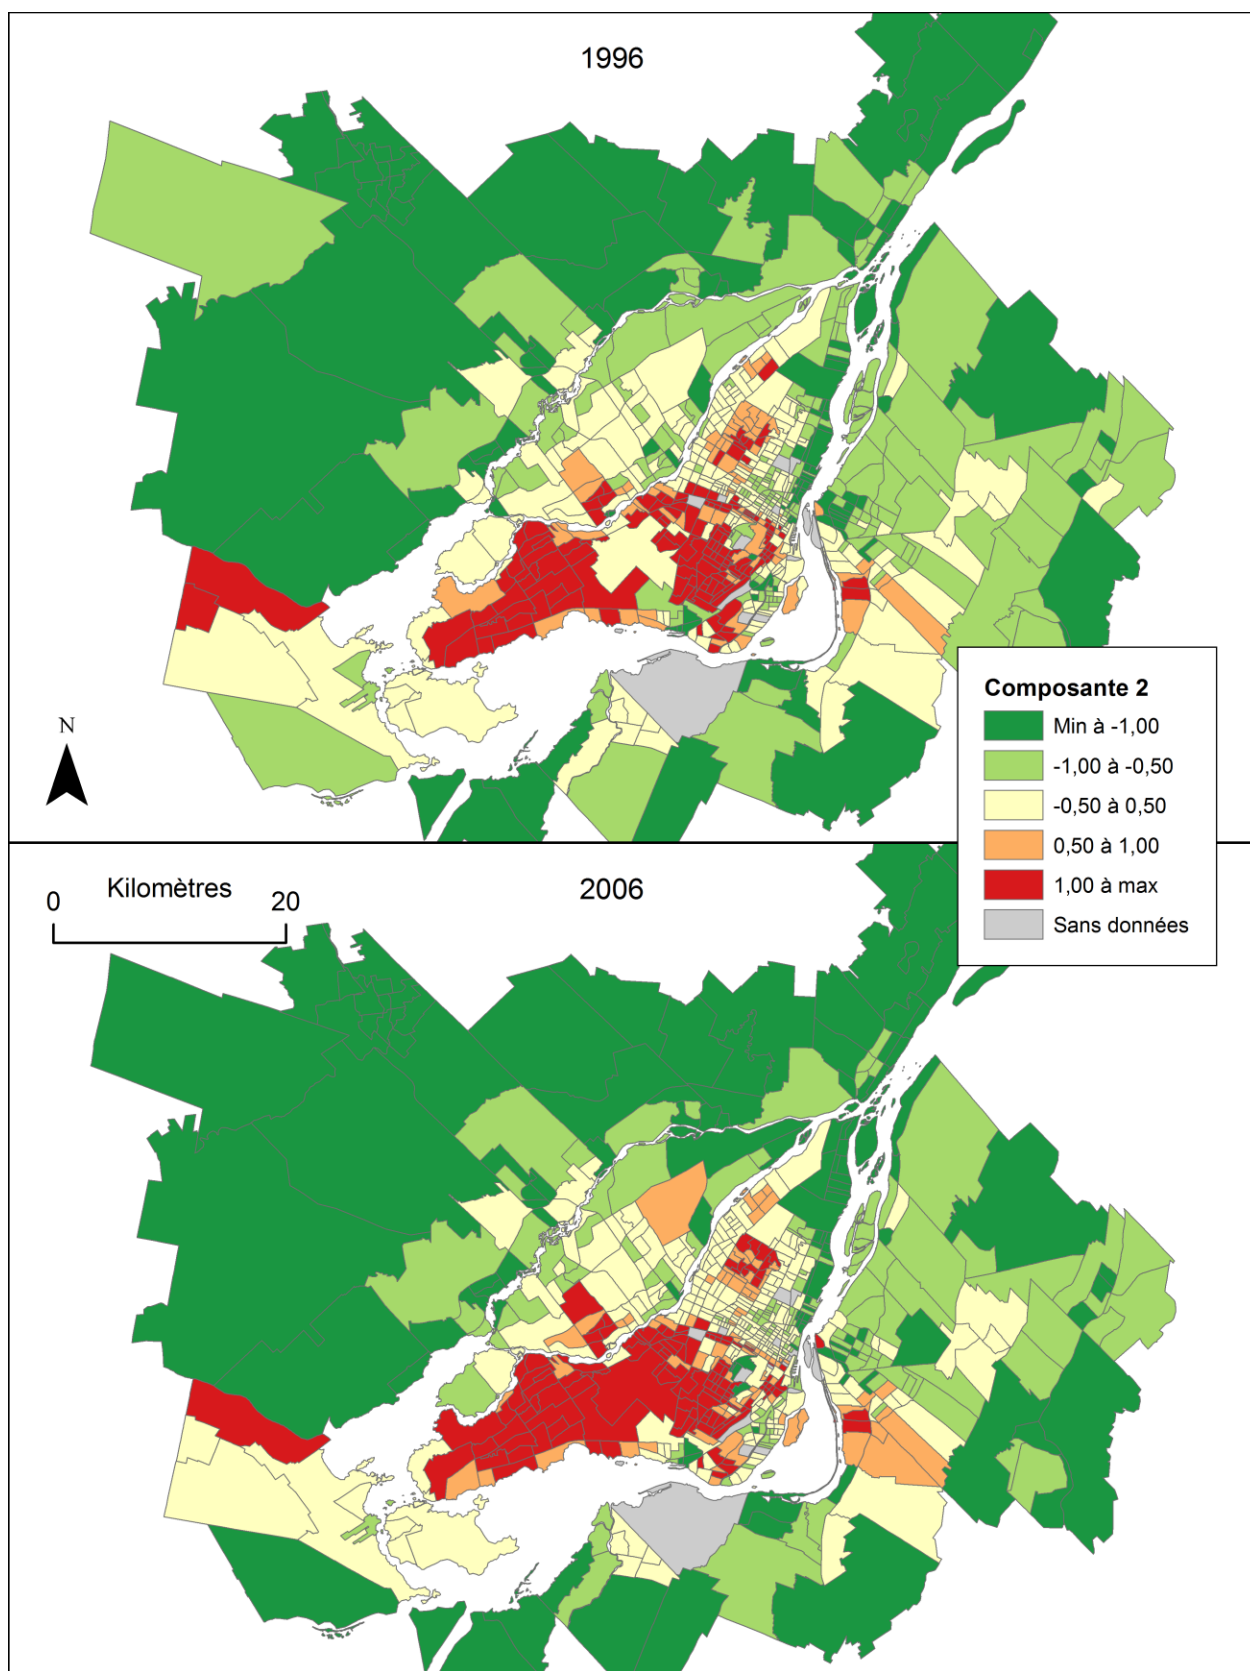 1996
N
Composante 2
Min à -1,00
-1,00 à -0,50
-0,50 à 0,50
0,50 à 1,00
1,00 à max
Sans données
Kilomètres
0 20
2006